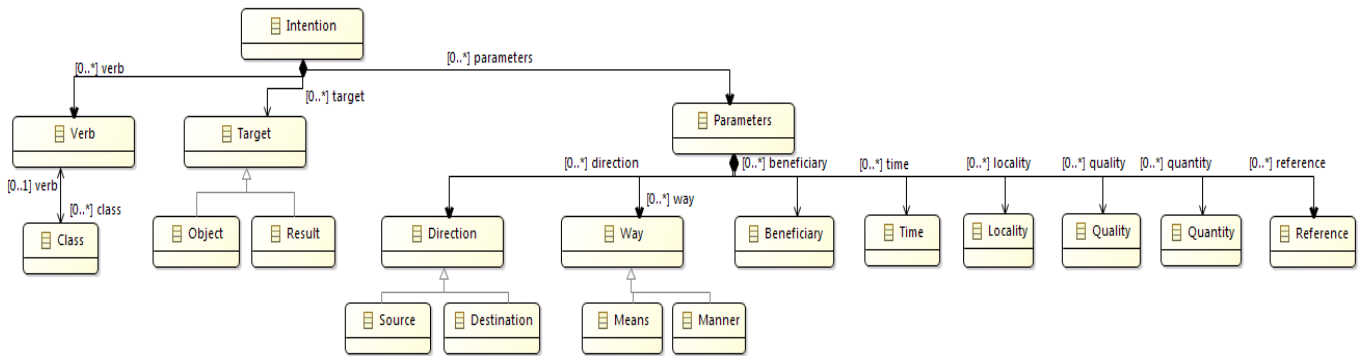 Intention
[0..*] parameters
[0..*] verb
[0..*] target
Verb
Target
Parameters
[0..*] direction
[0..*] beneficiary
[0..*] time
[0..*] locality
[0..*] quality
[0..*] quantity
[0..*] reference
[0..1] verb
[0..*] class
[0..*] way
Class
Object
Result
Direction
Way
Beneficiary
Time
Locality
Quality
Quantity
Reference
Source
Destination
Means
Manner